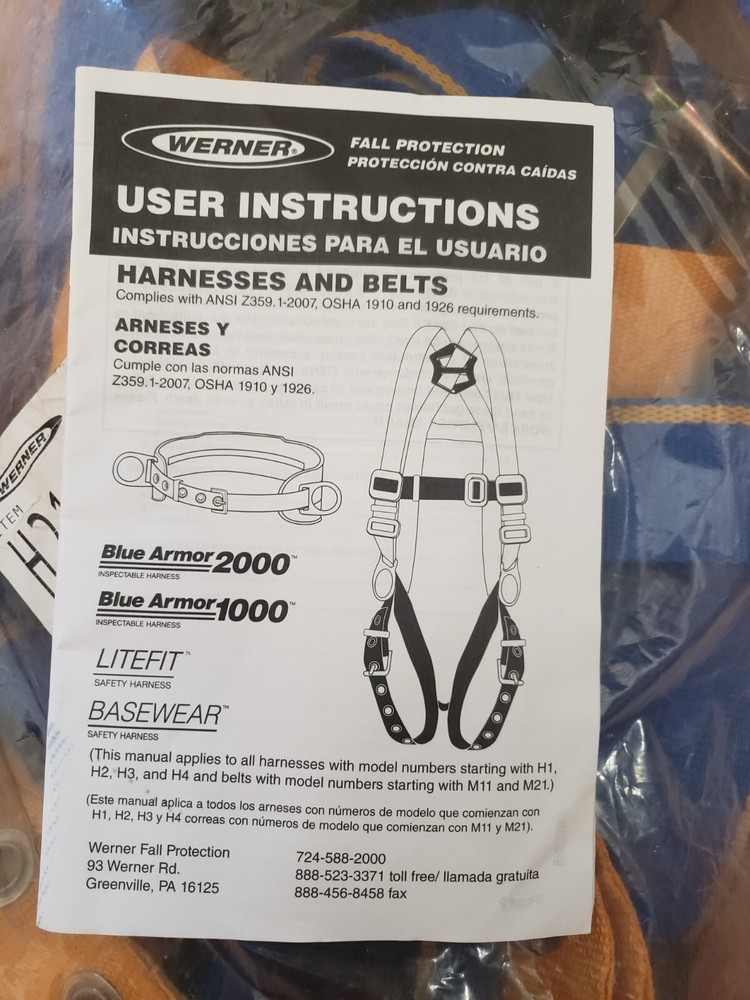 WERNER®
FALL PROTECTION
PROTECCIÓN CONTRA CAÍDAS
USER INSTRUCTIONS
INSTRUCCIONES PARA EL USUARIO
HARNESSES AND BELTS
Complies with ANSI Z359.1-2007, OSHA 1910 and 1926 requirements.
ARNESES Y
CORREAS
Cumple con las normas ANSI
Z359.1-2007, OSHA 1910 y 1926.
WERNER
ITEM
Blue Armor 2000™
INSPECTABLE HARNESS
Blue Armor 1000™
INSPECTABLE HARNESS
LITEFIT™
SAFETY HARNESS
BASEWEAR™
SAFETY HARNESS
(This manual applies to all harnesses with model numbers starting with H1,
H2, H3, and H4 and belts with model numbers starting with M11 and M21.)
(Este manual aplica a todos los arneses con números de modelo que comienzan con
H1, H2, H3 y H4 correas con números de modelo que comienzan con M11 y M21).
Werner Fall Protection
93 Werner Rd.
Greenville, PA 16125
724-588-2000
888-523-3371 toll free/ llamada gratuita
888-456-8458 fax